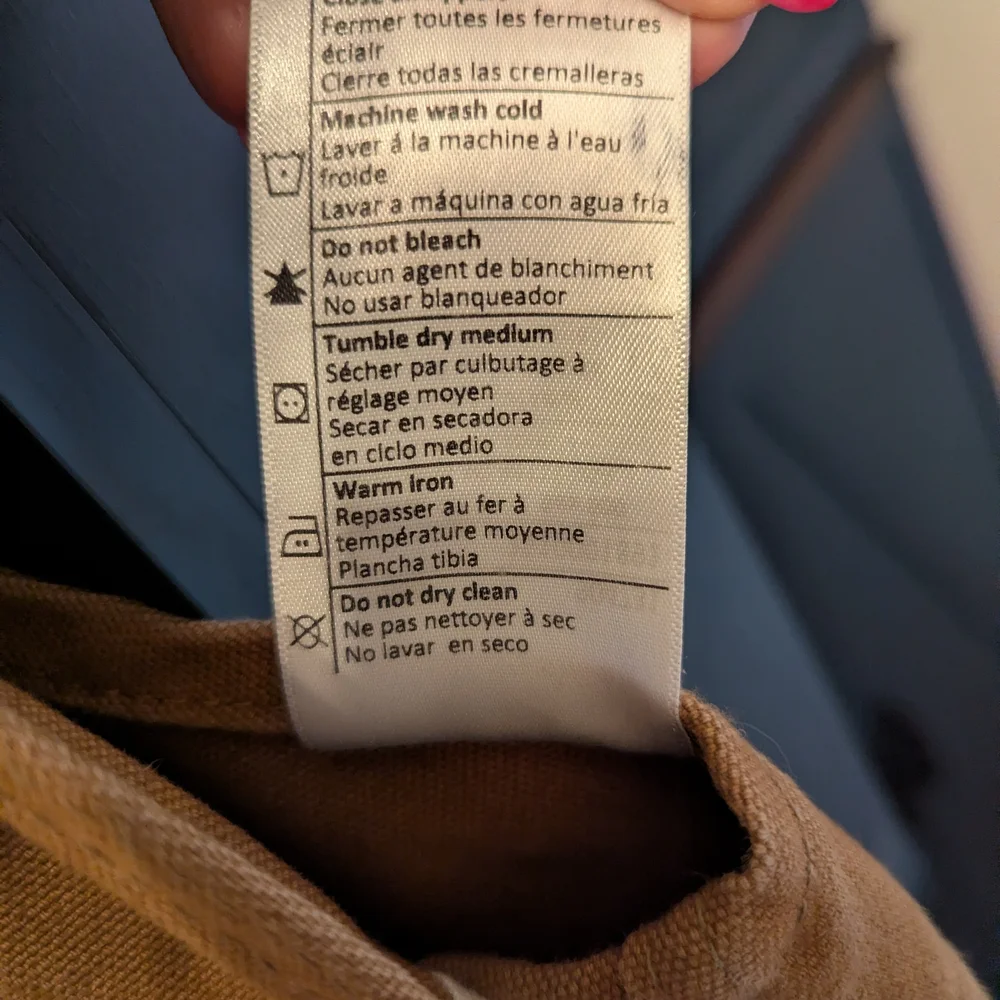 Fermer toutes les fermetures
éclair
Cierre todas las cremalleras
Machine wash cold
Laver á la machine à l'eau
froide
Lavar a máquina con agua fría
Do not bleach
Aucun agent de blanchiment
No usar blanqueador
Tumble dry medium
Sécher par culbutage à
réglage moyen
Secar en secadora
en ciclo medio
Warm iron
Repasser au fer à
température moyenne
Plancha tibia
Do not dry clean
Ne pas nettoyer à sec
No lavar en seco